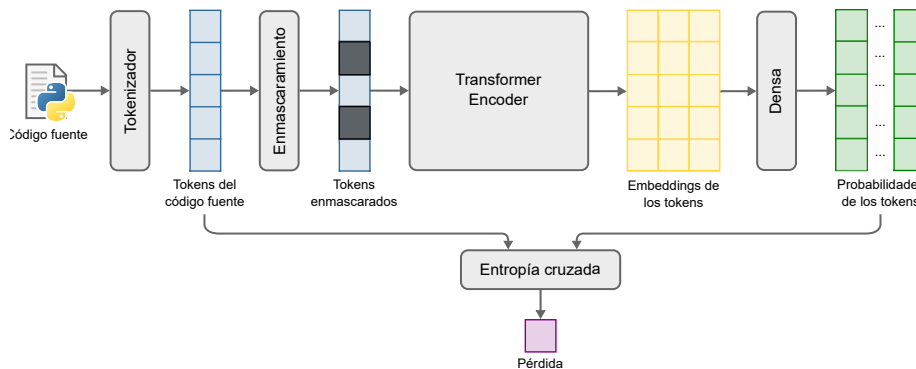 Tokenizador
Enmascaramiento
Transformer
Encoder
Densa
...
...
...
...
...
Código fuente
Tokens del
código fuente
Tokens
enmascarados
Embeddings de
los tokens
Probabilidades
de los tokens
Entropía cruzada
Pérdida